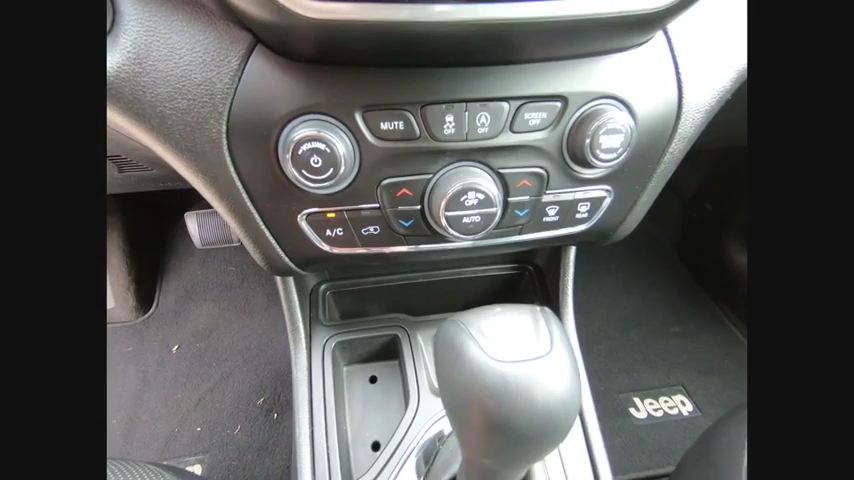 VOLUME
MUTE
OFF
A
OFF
SCREEN
OFF
OFF
AUTO
A/C
FRONT
REAR
Jeep